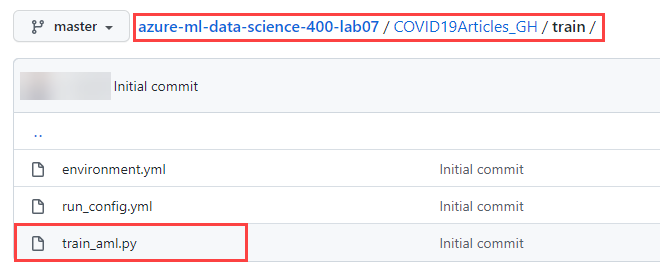 master azure-ml-data-science-400-lab07 / COVID19Articles_GH / train /
Initial commit
..
environment.yml Initial commit
run_config.yml Initial commit
train_aml.py Initial commit